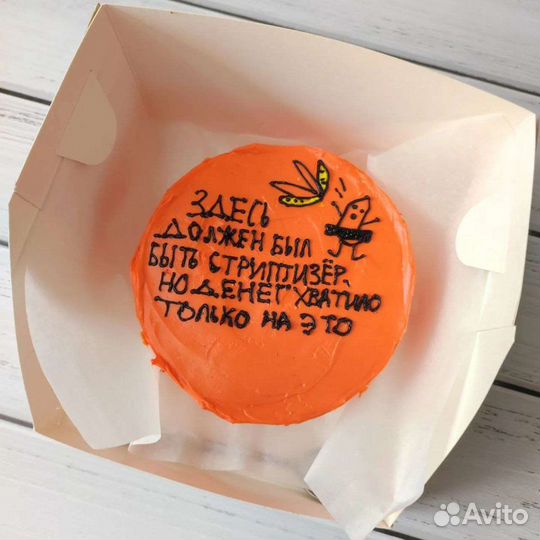 ЗДЕСЬ
ДОЛЖЕН БЫЛ
БЫТЬ СТРИПТИЗЁР,
НО ДЕНЕГ ХВАТИЛО
ТОЛЬКО НА ЭТО
Avito